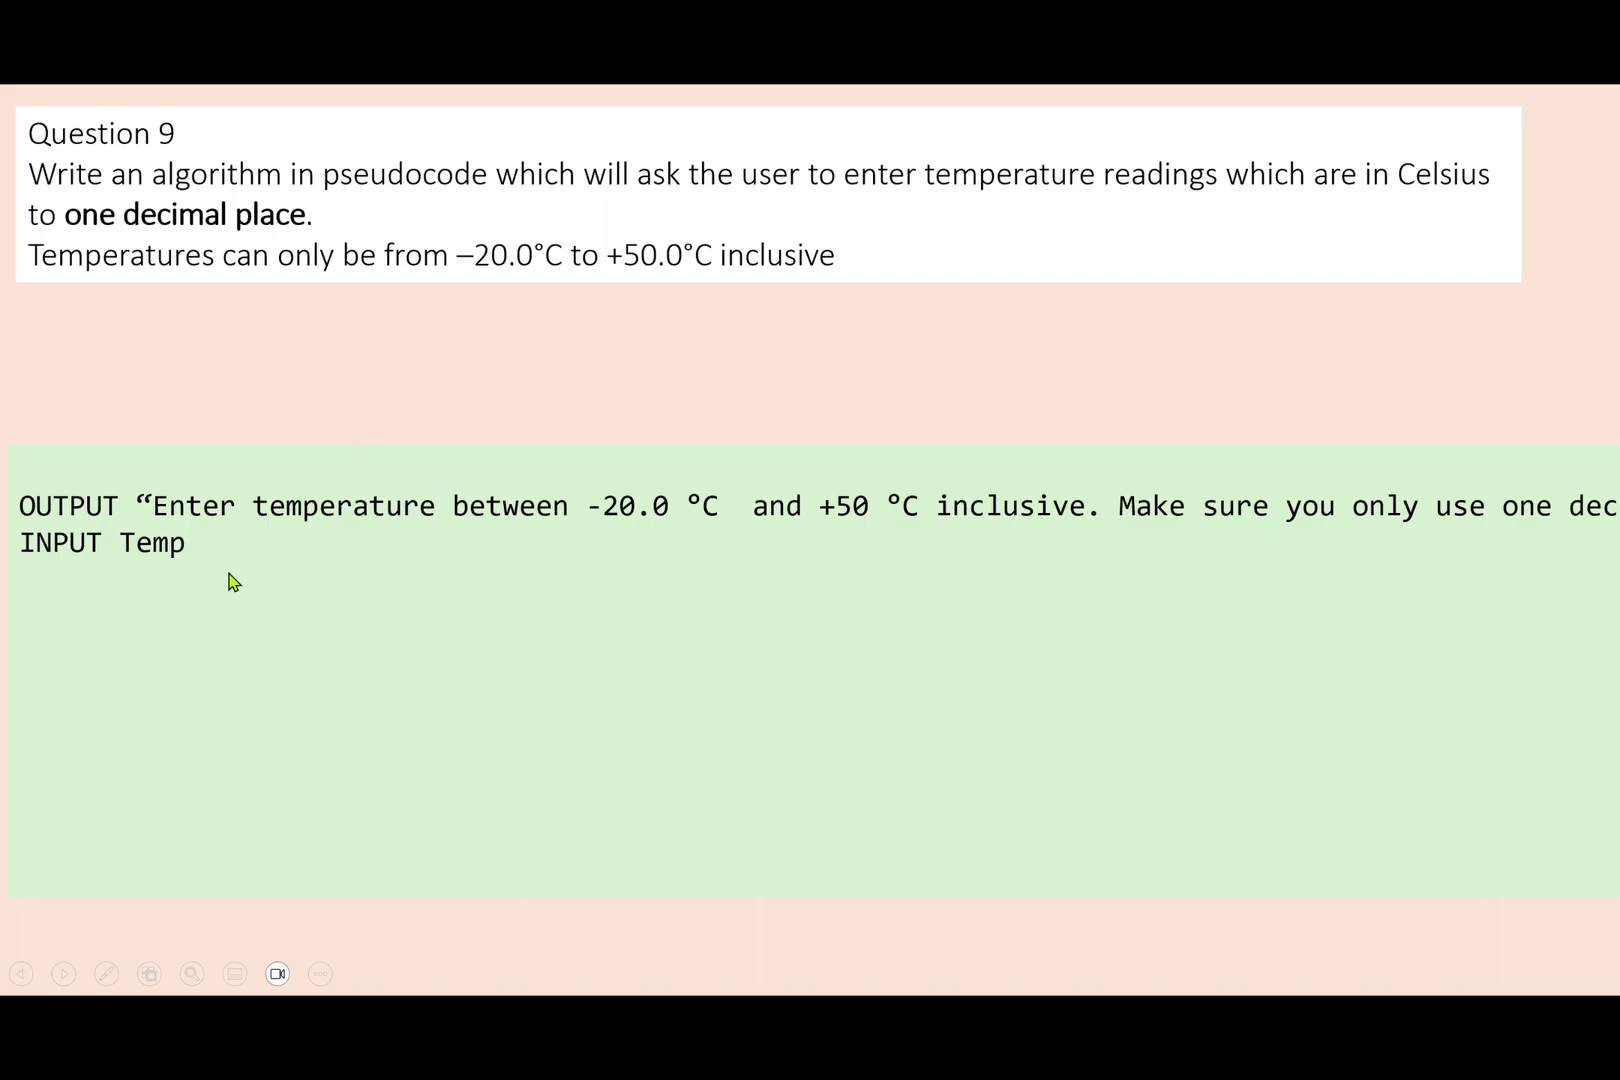 Question 9
Write an algorithm in pseudocode which will ask the user to enter temperature readings which are in Celsius
to one decimal place.
Temperatures can only be from –20.0°C to +50.0°C inclusive
OUTPUT “Enter temperature between -20.0 °C  and +50 °C inclusive. Make sure you only use one dec
INPUT Temp